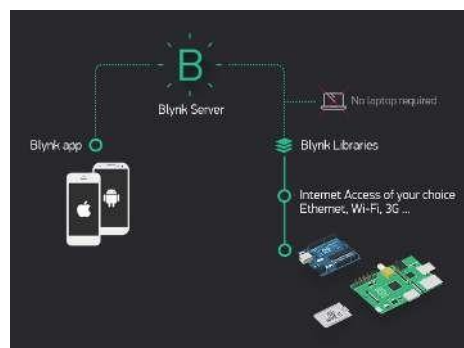 B
Blynk Server
No laptop required
Blynk app
Blynk Libraries
Internet Access of your choice
Ethernet, Wi-Fi, 3G ...